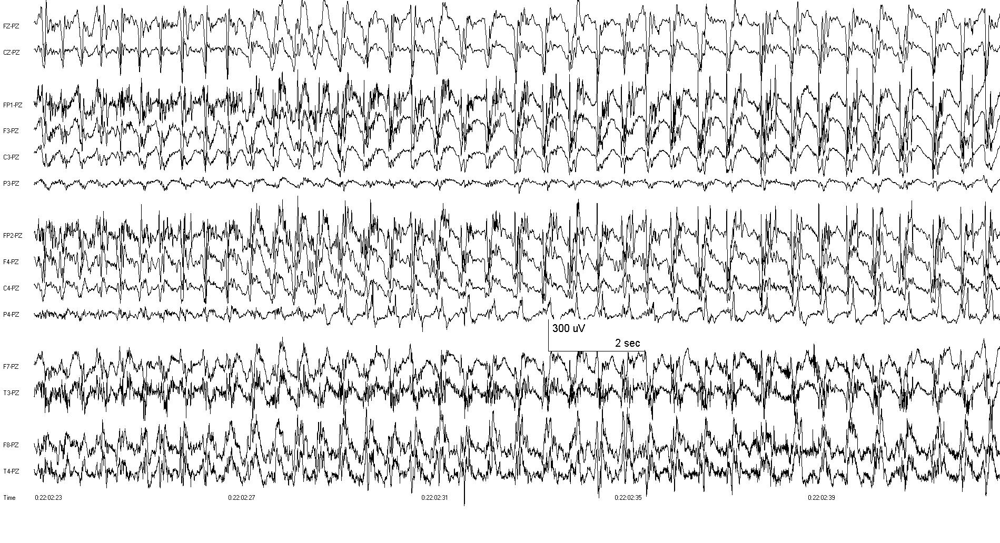 FZ-PZ
CZ-PZ
FP1-PZ
F3-PZ
C3-PZ
P3-PZ
FP2-PZ
F4-PZ
C4-PZ
P4-PZ
300 uV
2 sec
F7-PZ
T3-PZ
F8-PZ
T4-PZ
Time 0:22:02:23 0:22:02:27 0:22:02:31 0:22:02:35 0:22:02:39